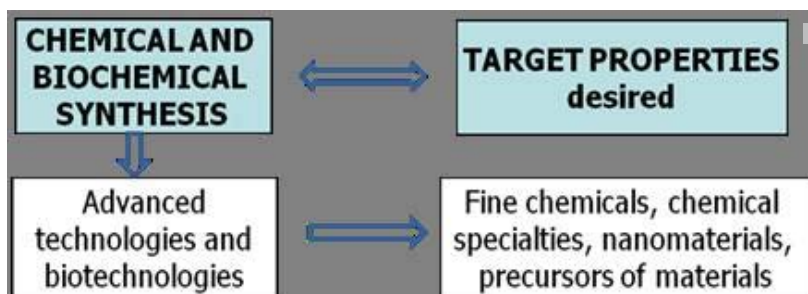 CHEMICAL AND
BIOCHEMICAL
SYNTHESIS
TARGET PROPERTIES
desired
Advanced
technologies and
biotechnologies
Fine chemicals, chemical
specialties, nanomaterials,
precursors of materials